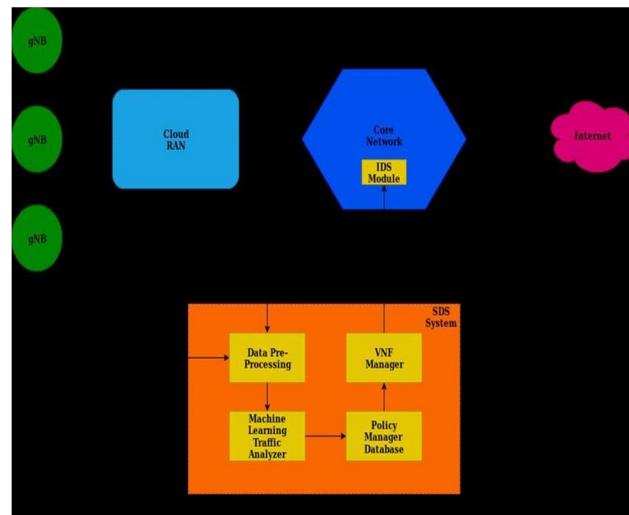 gNB
gNB
gNB
Cloud
RAN
Core
Network
IDS
Module
Internet
SDS
System
Data Pre-
Processing
VNF
Manager
Machine
Learning
Traffic
Analyzer
Policy
Manager
Database